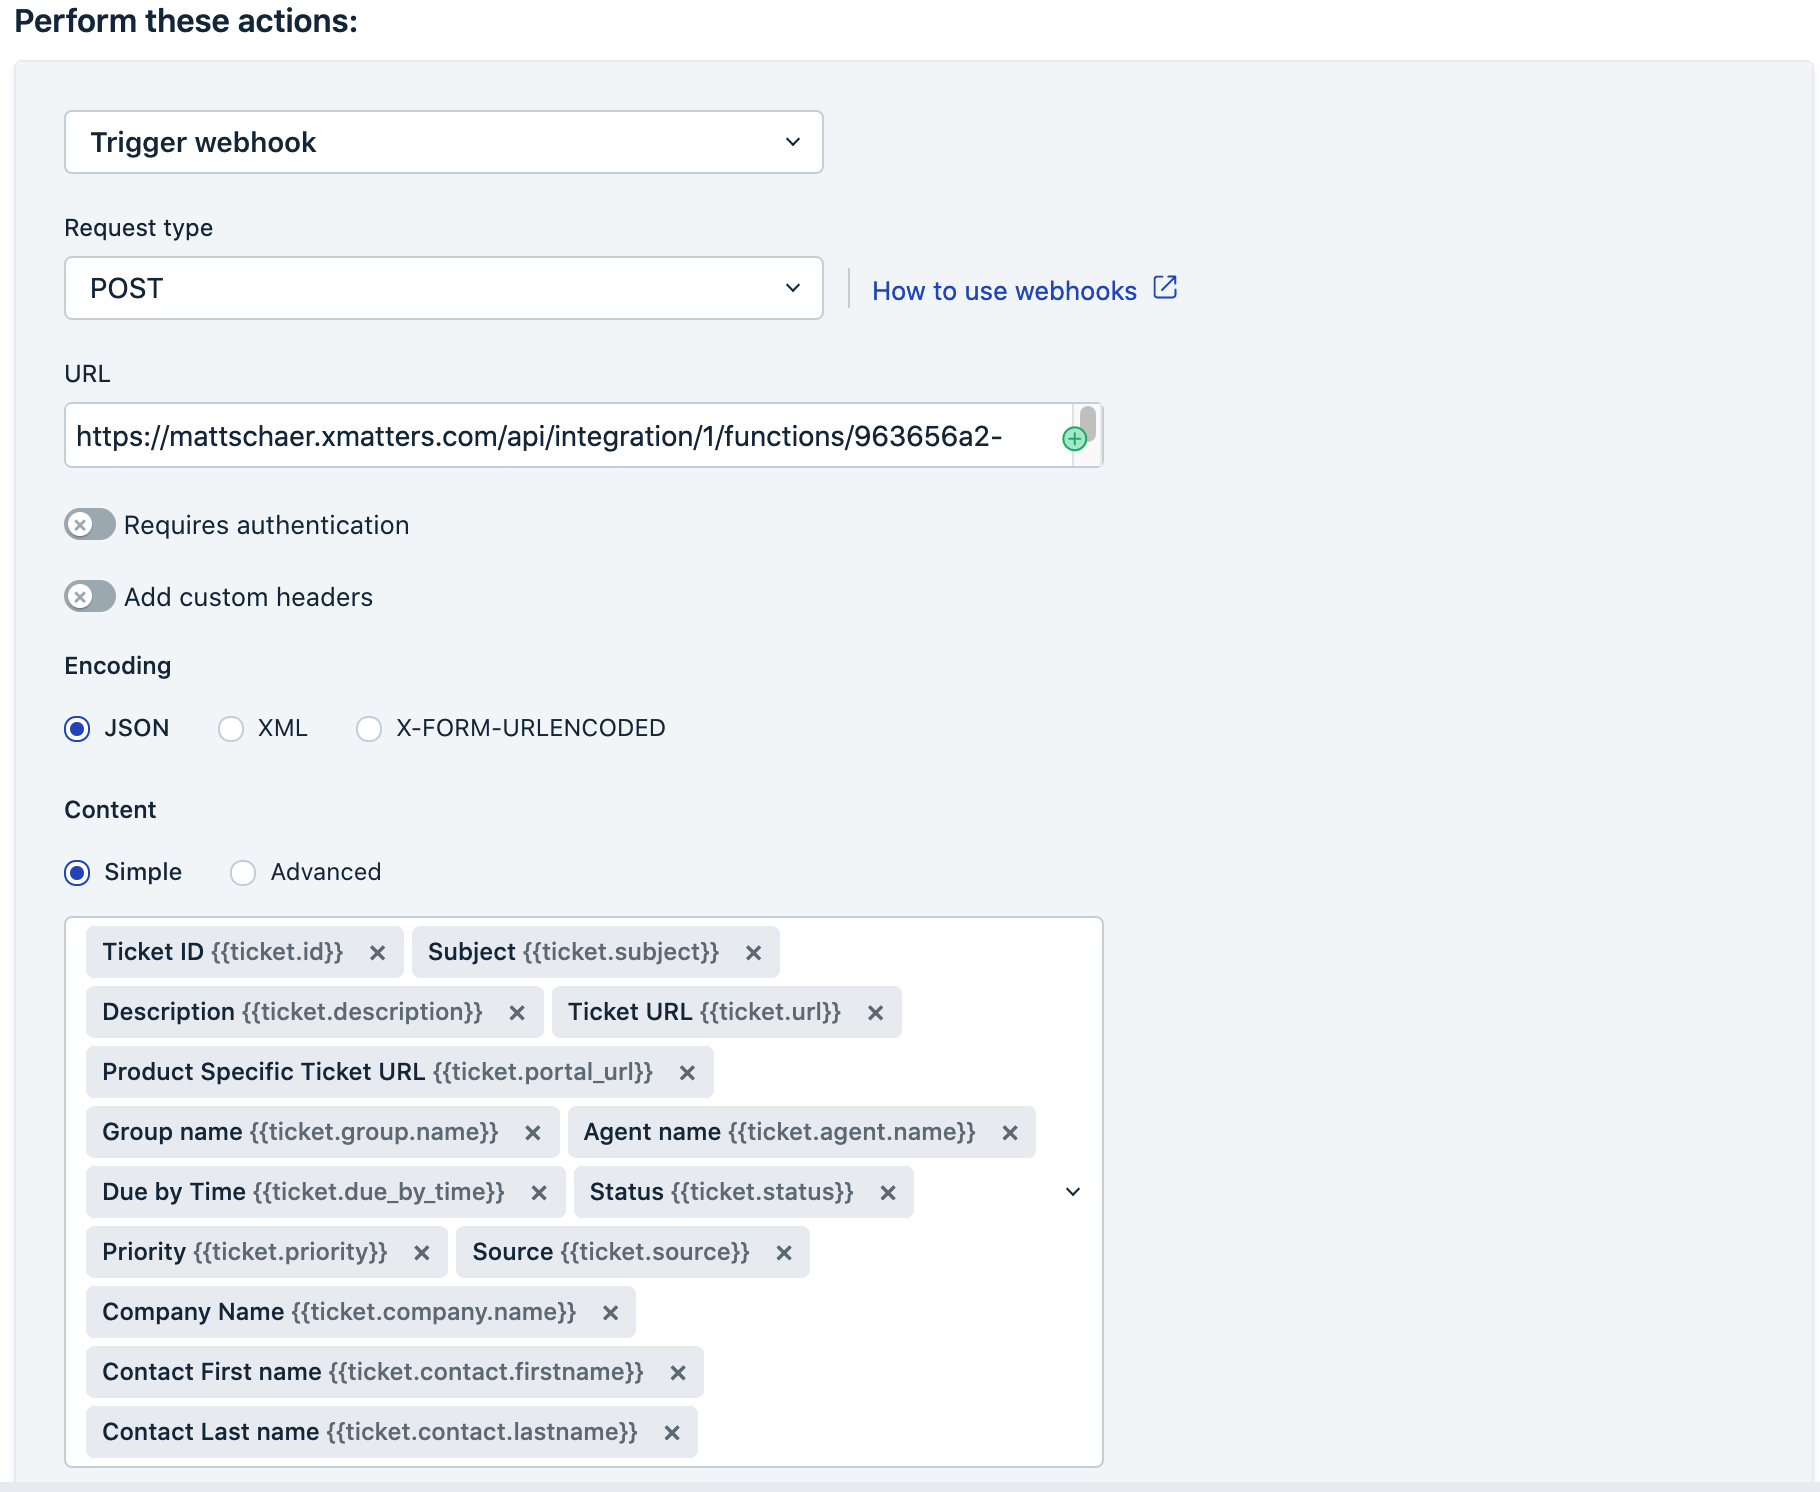 Perform these actions:
Trigger webhook
Request type
POST
How to use webhooks
URL
https://mattschaer.xmatters.com/api/integration/1/functions/963656a2-
Requires authentication
Add custom headers
Encoding
JSON XML X-FORM-URLENCODED
Content
Simple Advanced
Ticket ID {{ticket.id}} Subject {{ticket.subject}}
Description {{ticket.description}} Ticket URL {{ticket.url}}
Product Specific Ticket URL {{ticket.portal_url}}
Group name {{ticket.group.name}} Agent name {{ticket.agent.name}}
Due by Time {{ticket.due_by_time}} Status {{ticket.status}}
Priority {{ticket.priority}} Source {{ticket.source}}
Company Name {{ticket.company.name}}
Contact First name {{ticket.contact.firstname}}
Contact Last name {{ticket.contact.lastname}}